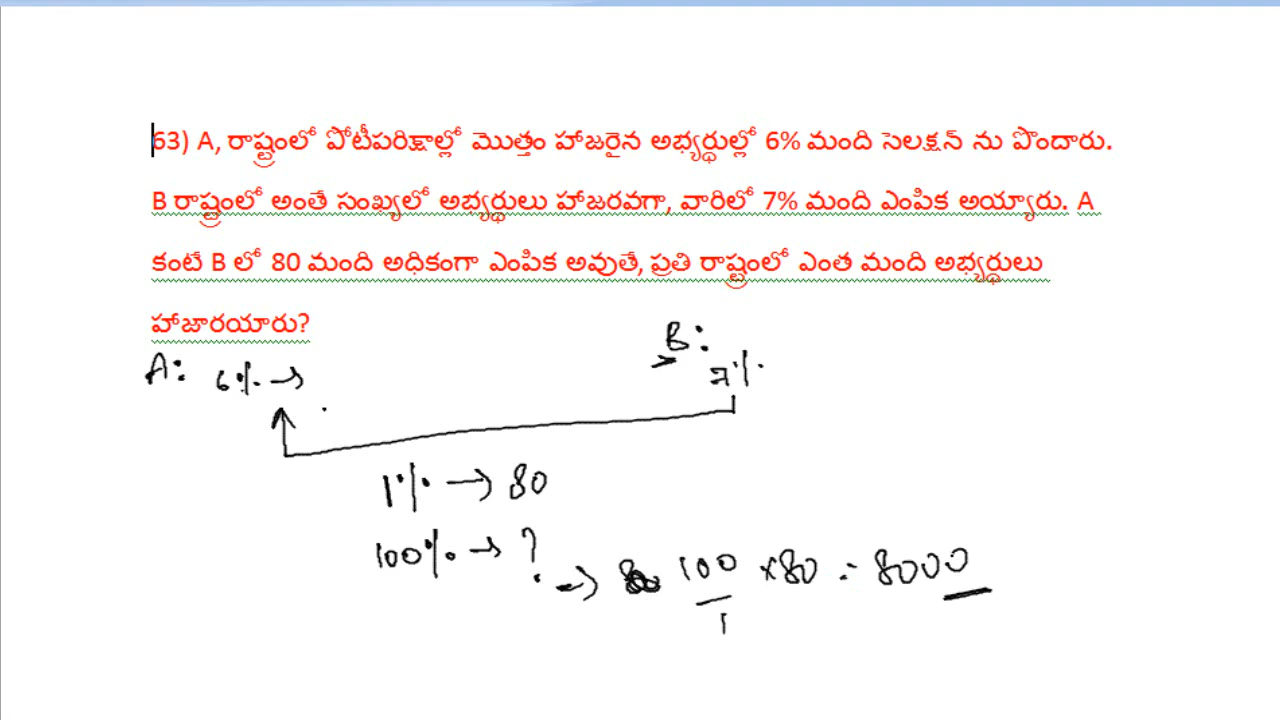 63) A, రాష్ట్రంలో పోటీపరిక్షాల్లో మొత్తం హాజరైన అభ్యర్థుల్లో 6% మంది సెలక్షన్ ను పొందారు.
B రాష్ట్రంలో అంతే సంఖ్యలో అభ్యర్థులు హాజరవగా, వారిలో 7% మంది ఎంపిక అయ్యారు. A
కంటే B లో 80 మంది అధికంగా ఎంపిక అవుతే, ప్రతి రాష్ట్రంలో ఎంత మంది అభ్యర్థులు
హాజారయారు?
A: 6% →
B:
7%
1% → 80
100% → ?
→ 100/1 × 80 = 8000